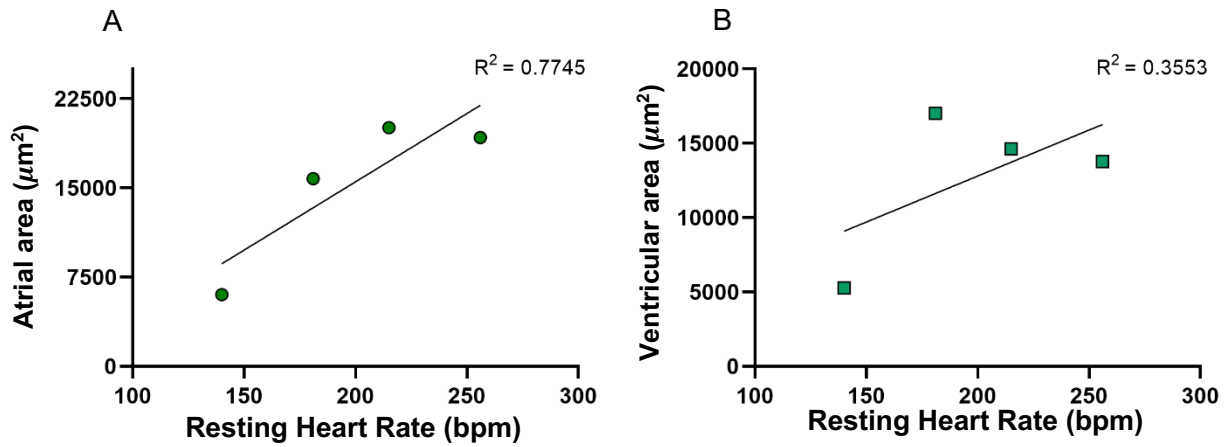 A
R² = 0.7745
Atrial area (μm²)
22500
15000
7500
0
100 150 200 250 300
Resting Heart Rate (bpm)
B
R² = 0.3553
Ventricular area (μm²)
20000
15000
10000
5000
0
100 150 200 250 300
Resting Heart Rate (bpm)